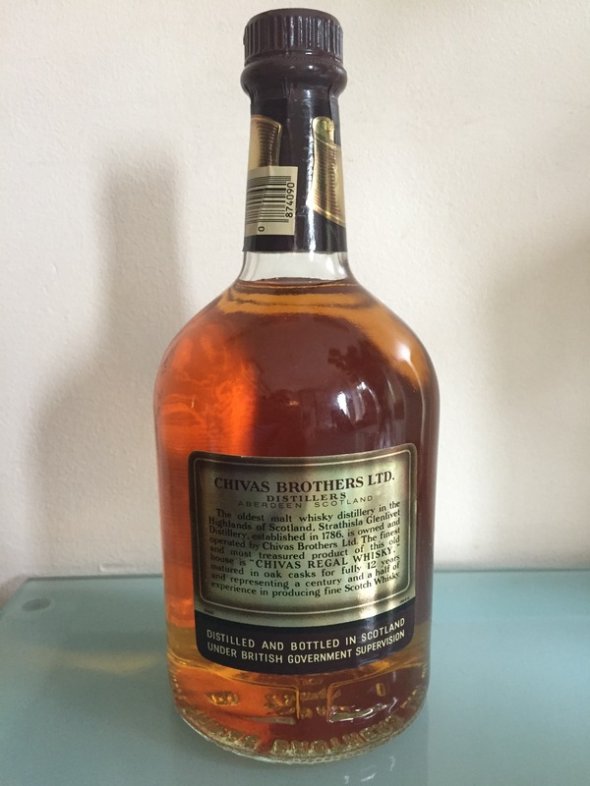 0 874090
CHIVAS BROTHERS LTD.
DISTILLERS
ABERDEEN SCOTLAND
The oldest malt whisky distillery in the
Highlands of Scotland, Strathisla Glenlivet
Distillery, established in 1786, is owned and
operated by Chivas Brothers Ltd. The finest
and most treasured product of this old
house is "CHIVAS REGAL WHISKY,"
matured in oak casks for fully 12 years
and representing a century and a half of
experience in producing fine Scotch Whisky
DISTILLED AND BOTTLED IN SCOTLAND
UNDER BRITISH GOVERNMENT SUPERVISION